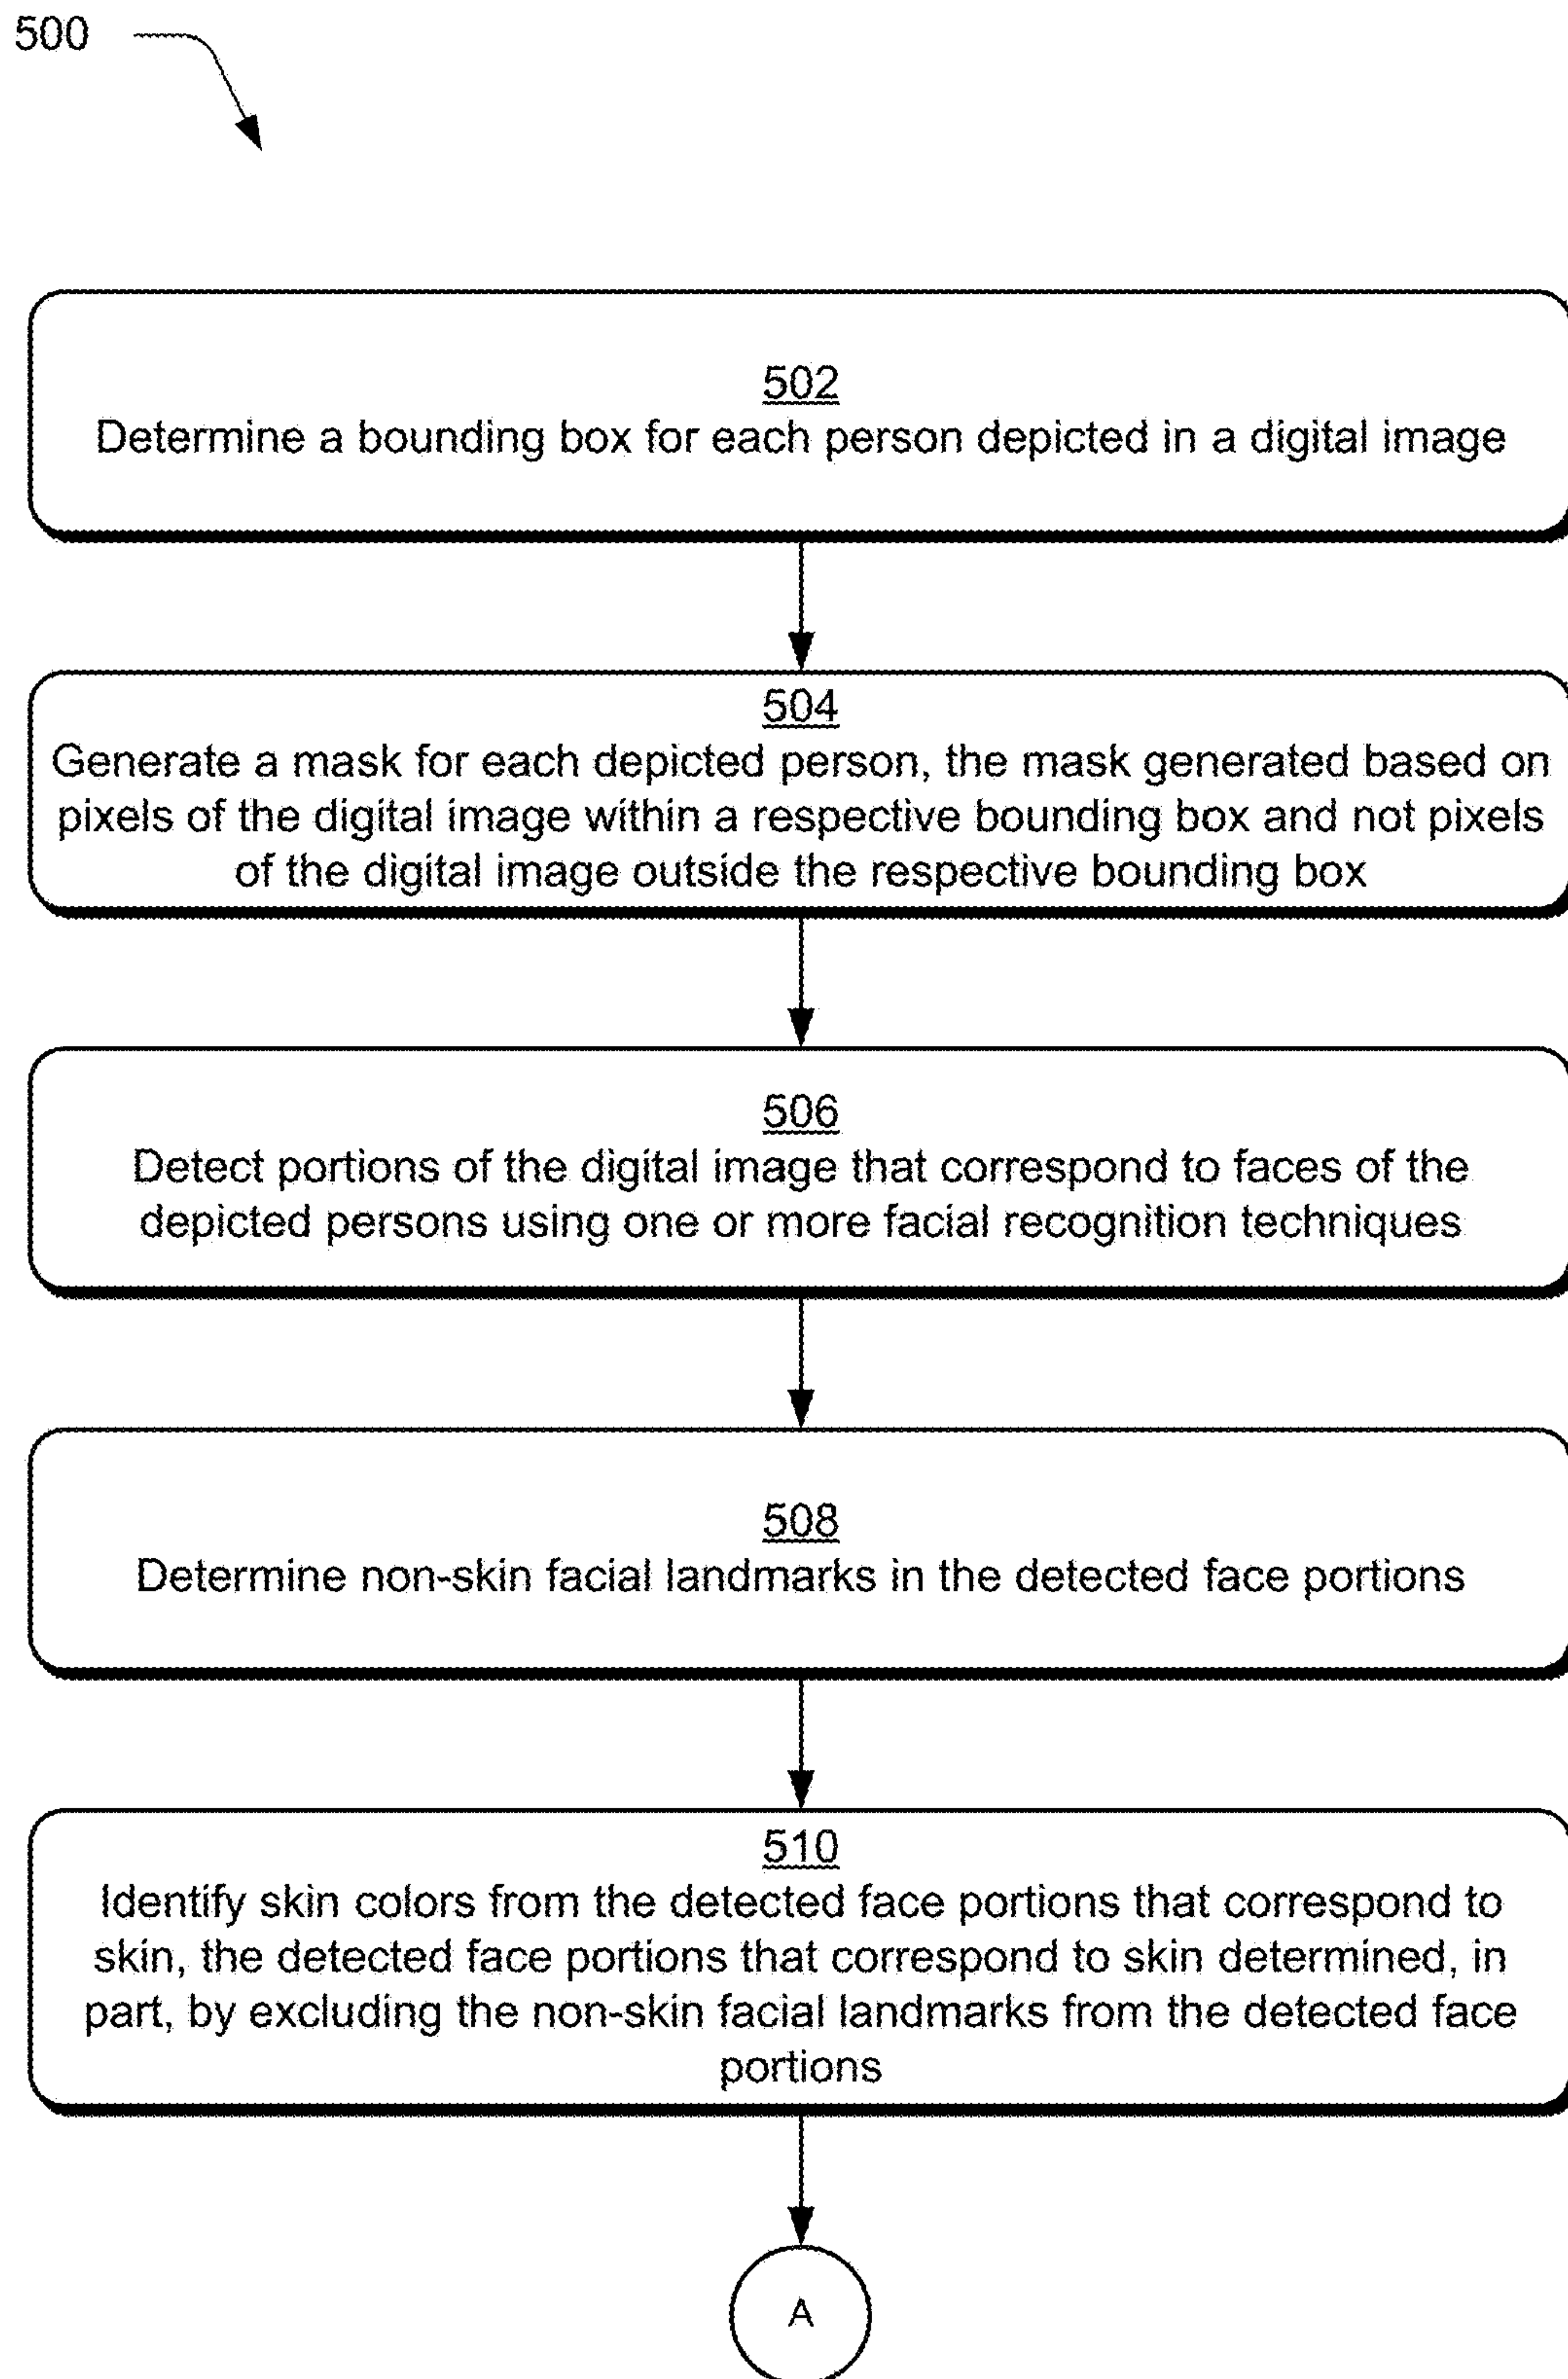 500
502
Determine a bounding box for each person depicted in a digital image
504
Generate a mask for each depicted person, the mask generated based on
pixels of the digital image within a respective bounding box and not pixels
of the digital image outside the respective bounding box
506
Detect portions of the digital image that correspond to faces of the
depicted persons using one or more facial recognition techniques
508
Determine non-skin facial landmarks in the detected face portions
510
Identify skin colors from the detected face portions that correspond to
skin, the detected face portions that correspond to skin determined, in
part, by excluding the non-skin facial landmarks from the detected face
portions
A